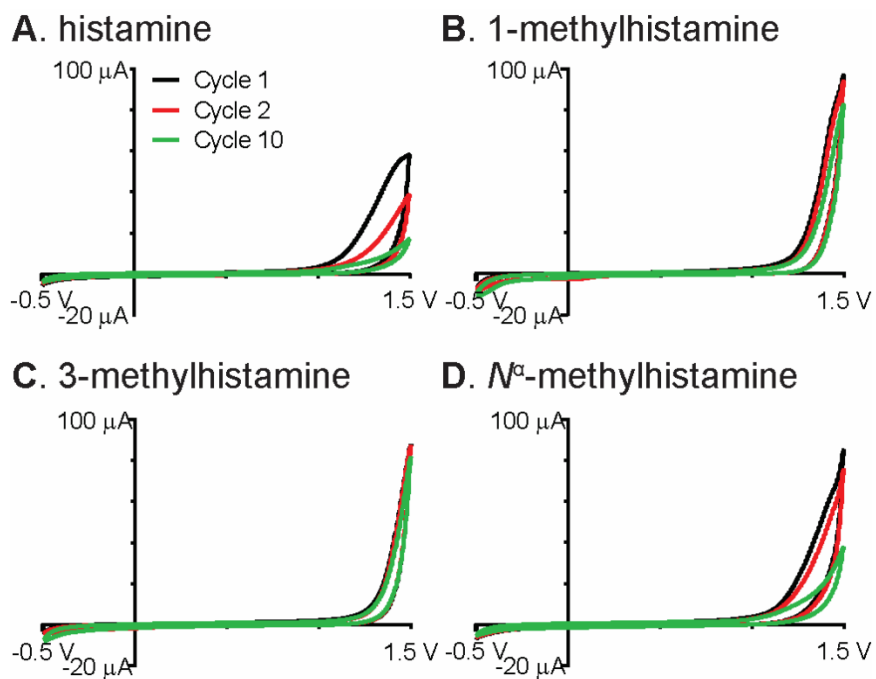 A. histamine
100 μA
Cycle 1
Cycle 2
Cycle 10
-0.5 V
-20 μA
1.5 V
B. 1-methylhistamine
100 μA
-0.5 V
-20 μA
1.5 V
C. 3-methylhistamine
100 μA
-0.5 V
-20 μA
1.5 V
D. Nα-methylhistamine
100 μA
-0.5 V
-20 μA
1.5 V